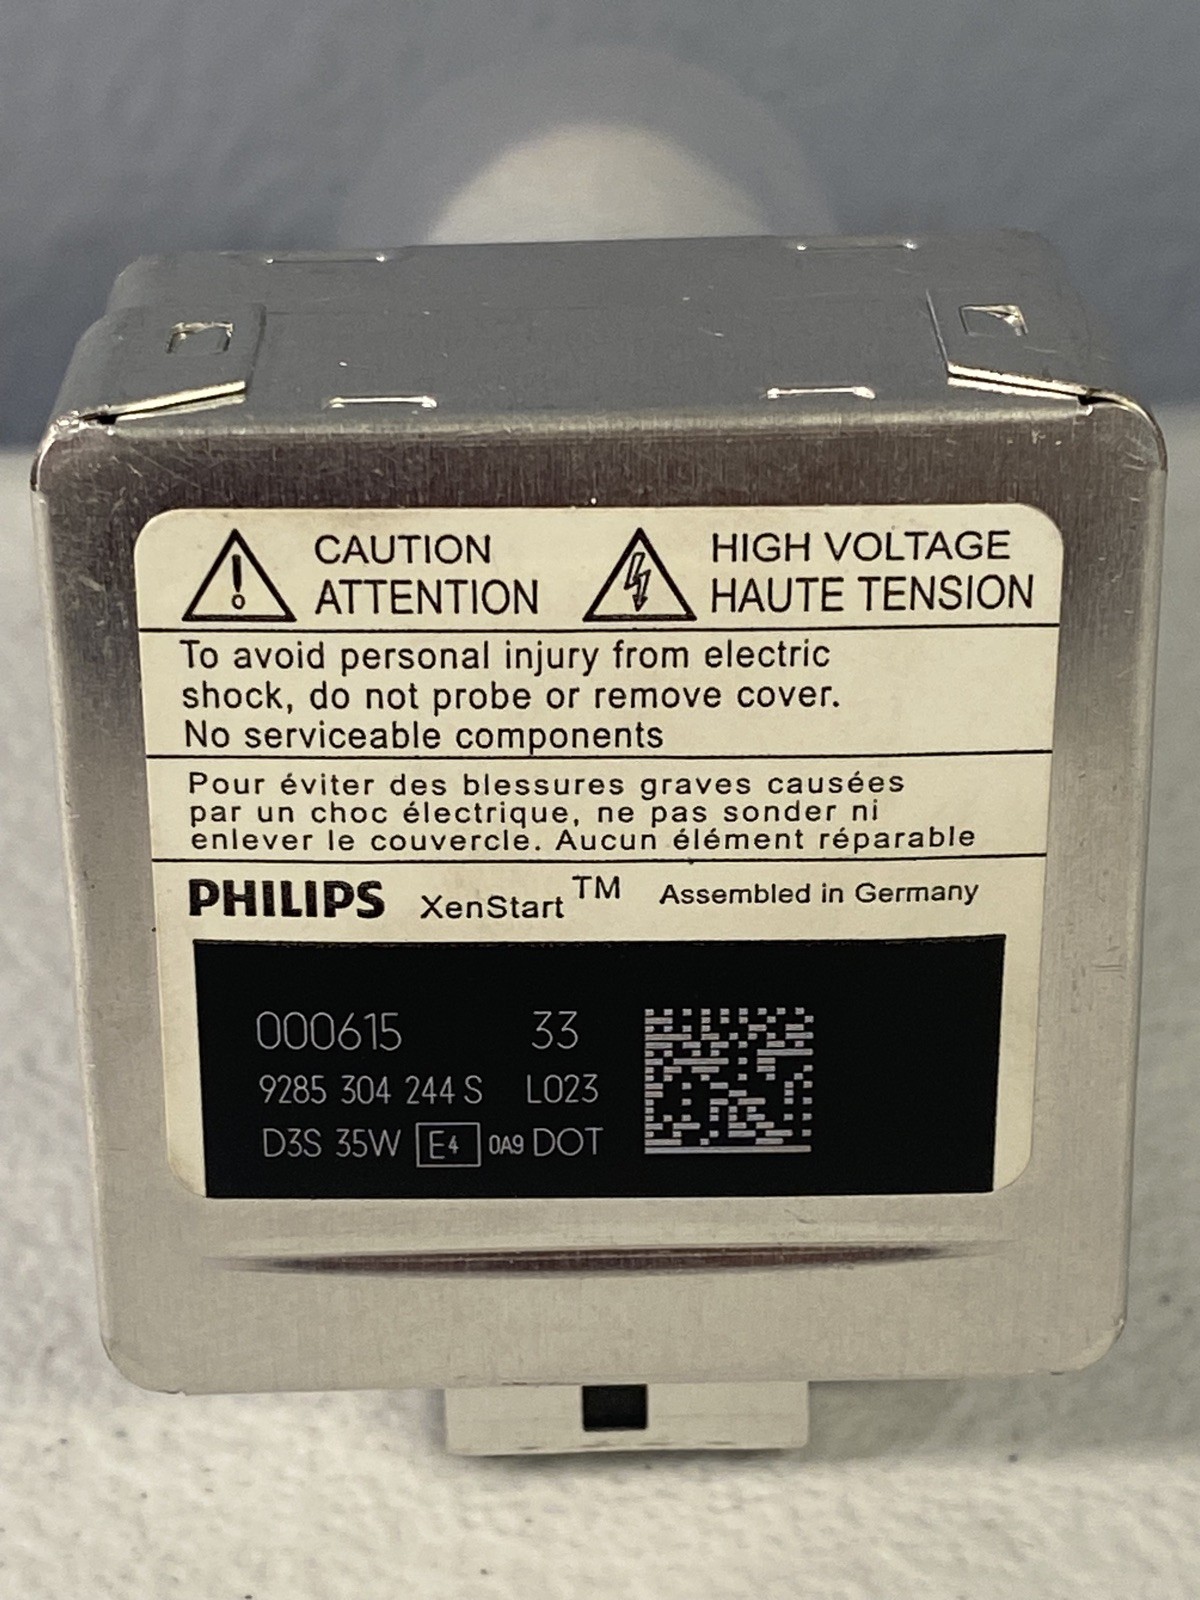 CAUTION
ATTENTION
HIGH VOLTAGE
HAUTE TENSION
To avoid personal injury from electric
shock, do not probe or remove cover.
No serviceable components
Pour éviter des blessures graves causées
par un choc électrique, ne pas sonder ni
enlever le couvercle. Aucun élément réparable
PHILIPS XenStart™ Assembled in Germany
000615 33
9285 304 244 S L023
D3S 35W E4 0A9 DOT